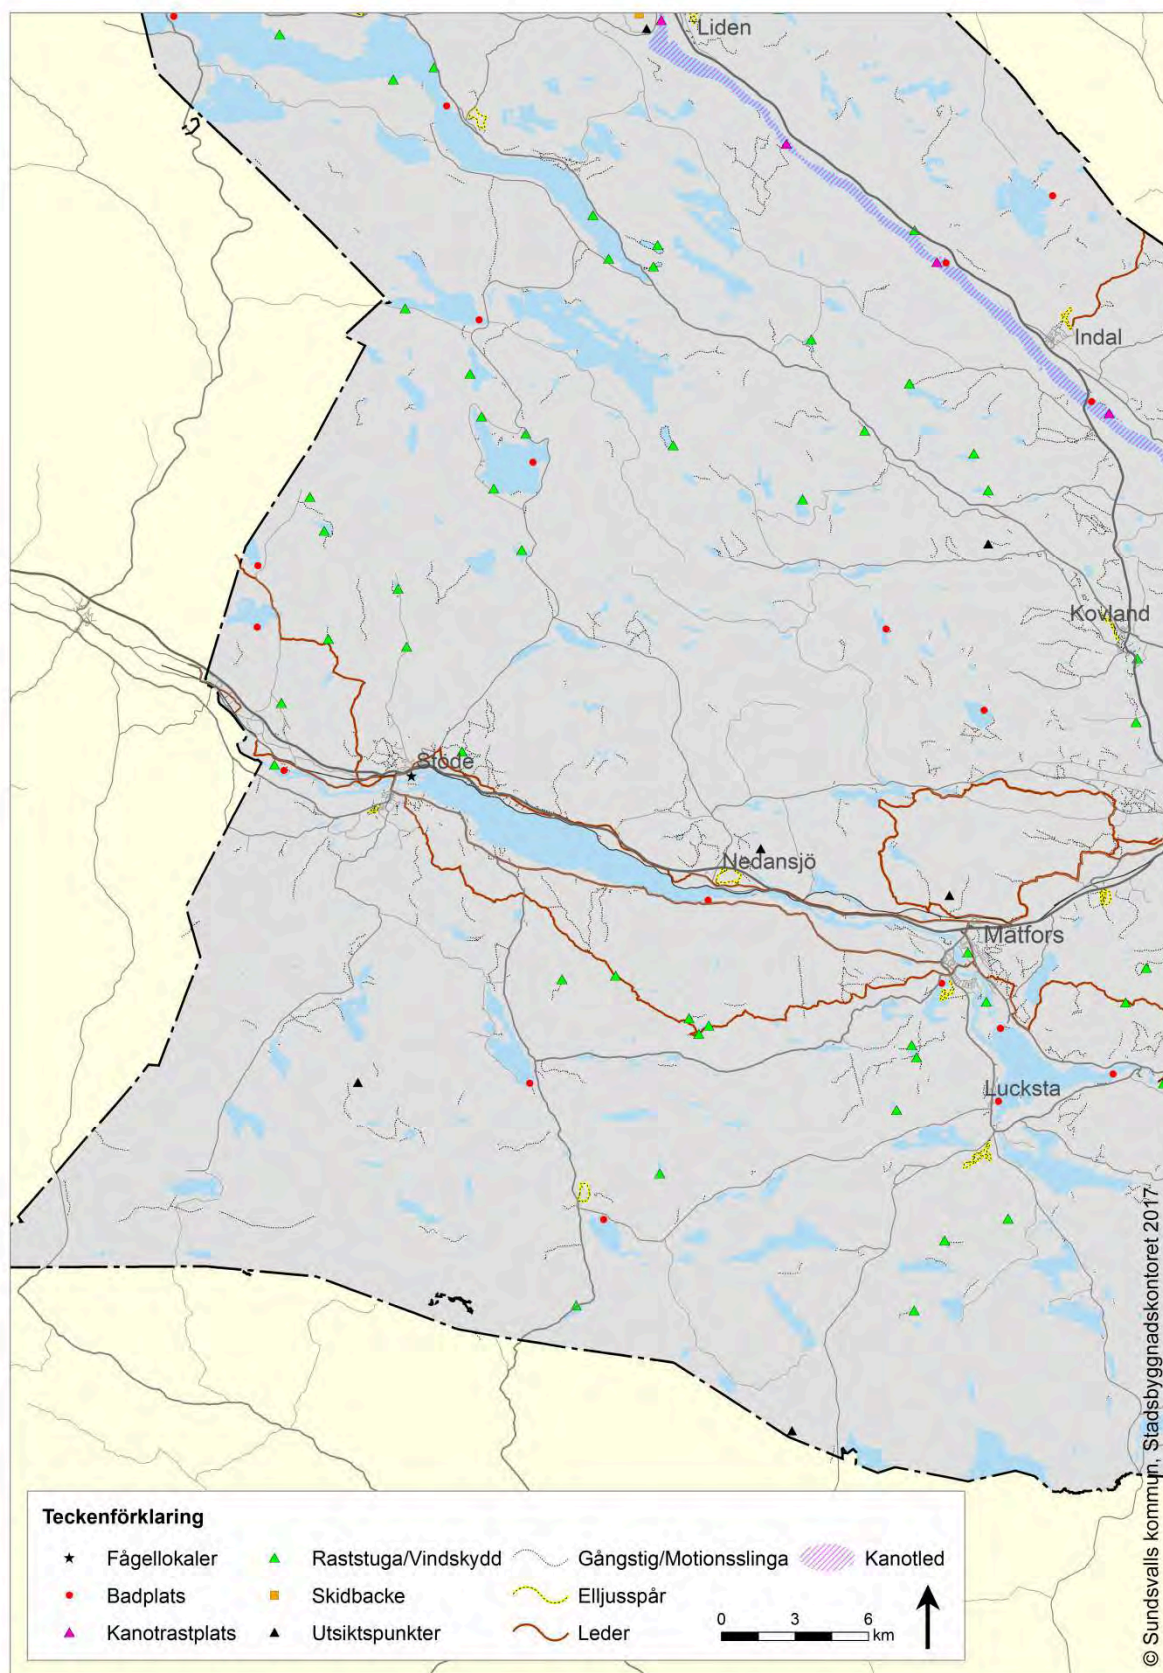 Liden
Indal
Kovland
Stöde
Nedansjö
Matfors
Lucksta
Teckenförklaring
Fågellokaler
Raststuga/Vindskydd
Gångstig/Motionsslinga
Kanotled
Badplats
Skidbacke
Elljusspår
Kanotrastplats
Utsiktspunkter
Leder
0 3 6
km
© Sundsvalls kommun, Stadsbyggnadskontoret 2017